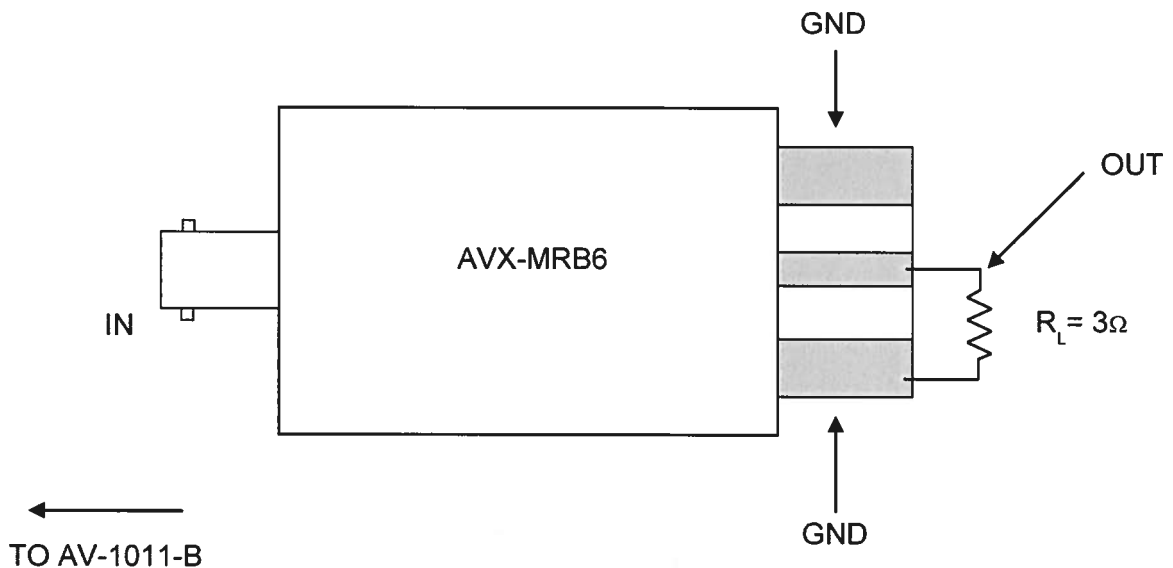 GND
OUT
AVX-MRB6
IN
R_L = 3Ω
GND
TO AV-1011-B